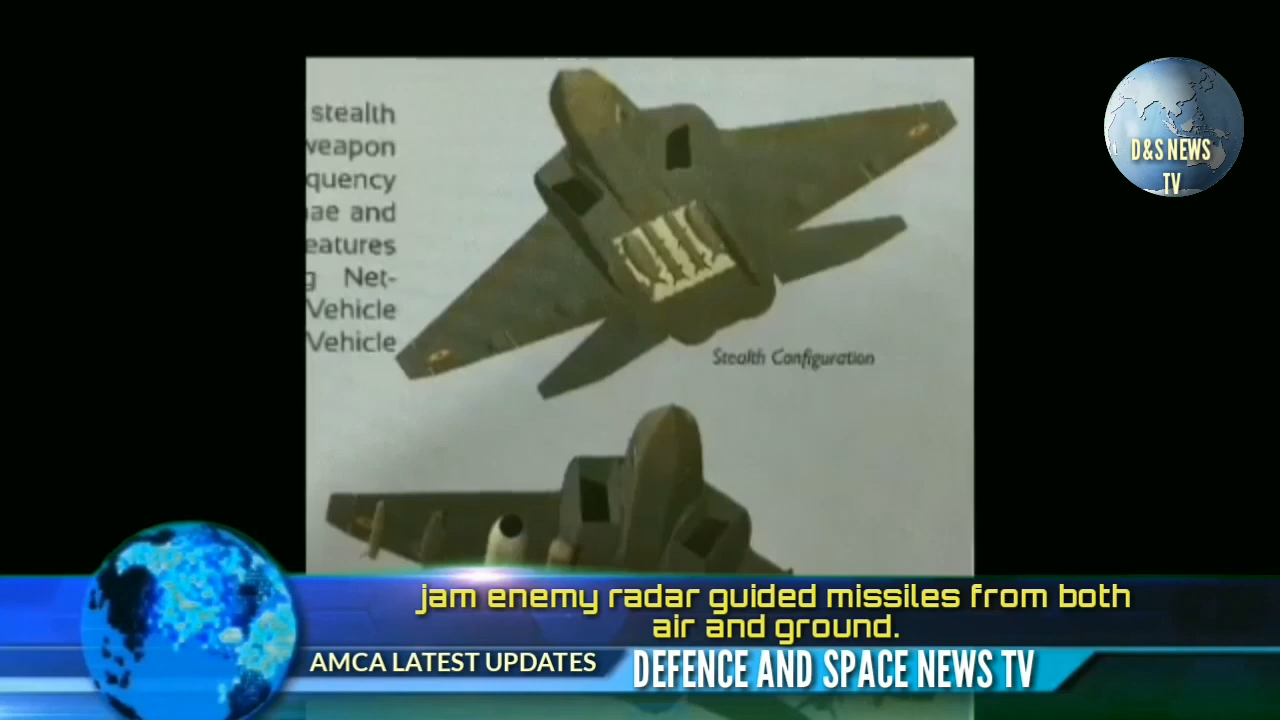 stealth
weapon
quency
ae and
eatures
g Net-
Vehicle
Vehicle
Stealth Configuration
D&S NEWS
TV
jam enemy radar guided missiles from both
air and ground.
AMCA LATEST UPDATES
DEFENCE AND SPACE NEWS TV